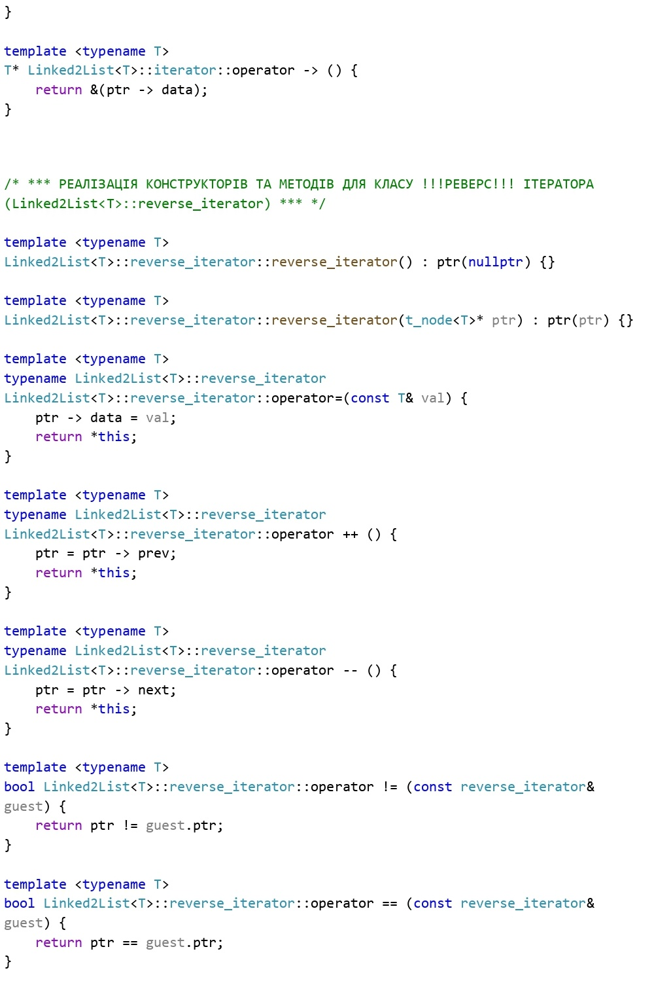 }
template <typename T>
T* Linked2List<T>::iterator::operator -> () {
    return &(ptr -> data);
}
/* *** РЕАЛІЗАЦІЯ КОНСТРУКТОРІВ ТА МЕТОДІВ ДЛЯ КЛАСУ !!!РЕВЕРС!!! ІТЕРАТОРА
(Linked2List<T>::reverse_iterator) *** */
template <typename T>
Linked2List<T>::reverse_iterator::reverse_iterator() : ptr(nullptr) {}
template <typename T>
Linked2List<T>::reverse_iterator::reverse_iterator(t_node<T>* ptr) : ptr(ptr) {}
template <typename T>
typename Linked2List<T>::reverse_iterator
Linked2List<T>::reverse_iterator::operator=(const T& val) {
    ptr -> data = val;
    return *this;
}
template <typename T>
typename Linked2List<T>::reverse_iterator
Linked2List<T>::reverse_iterator::operator ++ () {
    ptr = ptr -> prev;
    return *this;
}
template <typename T>
typename Linked2List<T>::reverse_iterator
Linked2List<T>::reverse_iterator::operator -- () {
    ptr = ptr -> next;
    return *this;
}
template <typename T>
bool Linked2List<T>::reverse_iterator::operator != (const reverse_iterator&
guest) {
    return ptr != guest.ptr;
}
template <typename T>
bool Linked2List<T>::reverse_iterator::operator == (const reverse_iterator&
guest) {
    return ptr == guest.ptr;
}